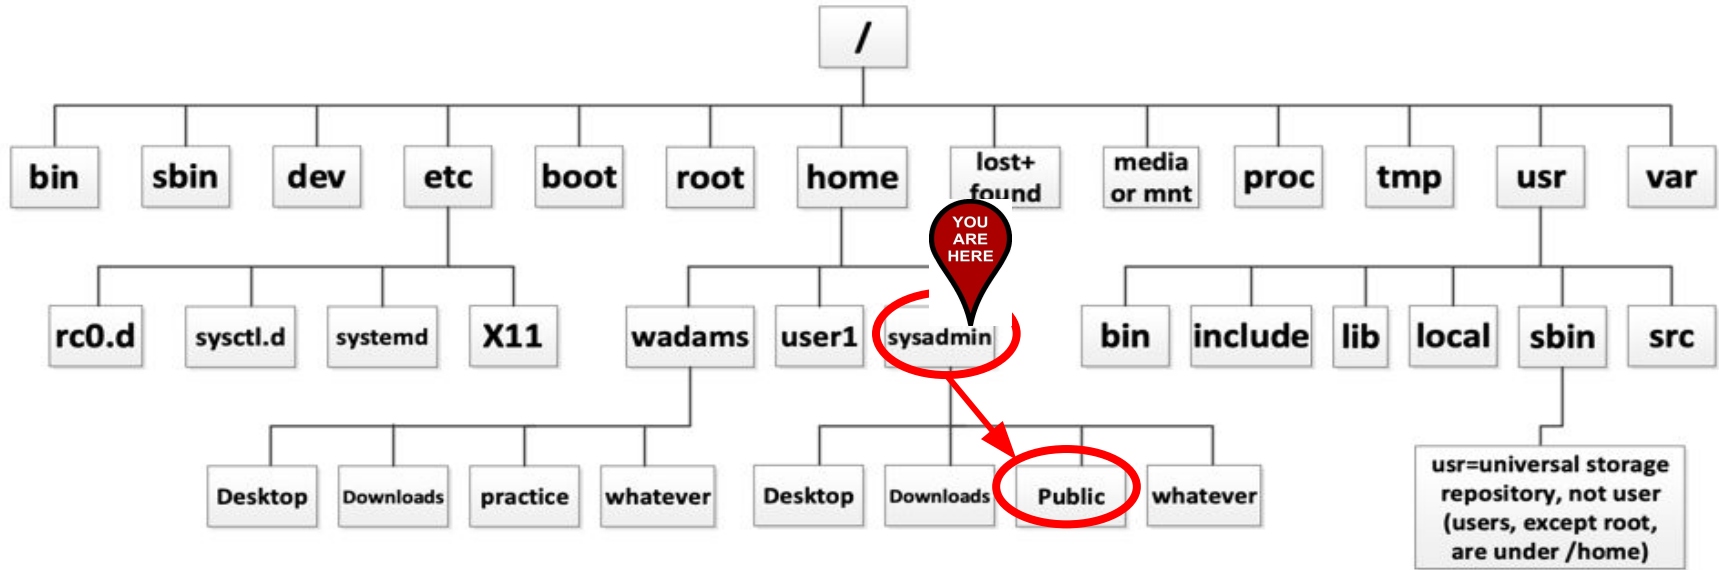 /
bin
sbin
dev
etc
boot
root
home
lost+
found
media
or mnt
proc
tmp
usr
var
YOU
ARE
HERE
rc0.d
sysctl.d
systemd
X11
wadams
user1
sysadmin
bin
include
lib
local
sbin
src
Desktop
Downloads
practice
whatever
Desktop
Downloads
Public
whatever
usr=universal storage
repository, not user
(users, except root,
are under /home)